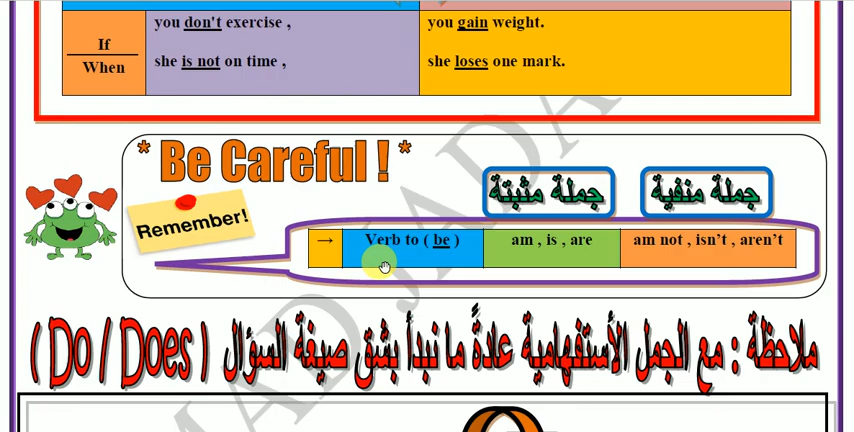 If
When
you don't exercise ,
she is not on time ,
you gain weight.
she loses one mark.
* Be Careful ! *
Remember!
جملة مثبتة
جملة منفية
→ Verb to ( be ) am , is , are am not , isn’t , aren’t
ملاحظة : مع الجمل الأستفهامية عادةً ما نبدأ بشق صيغة السؤال ( Do / Does )